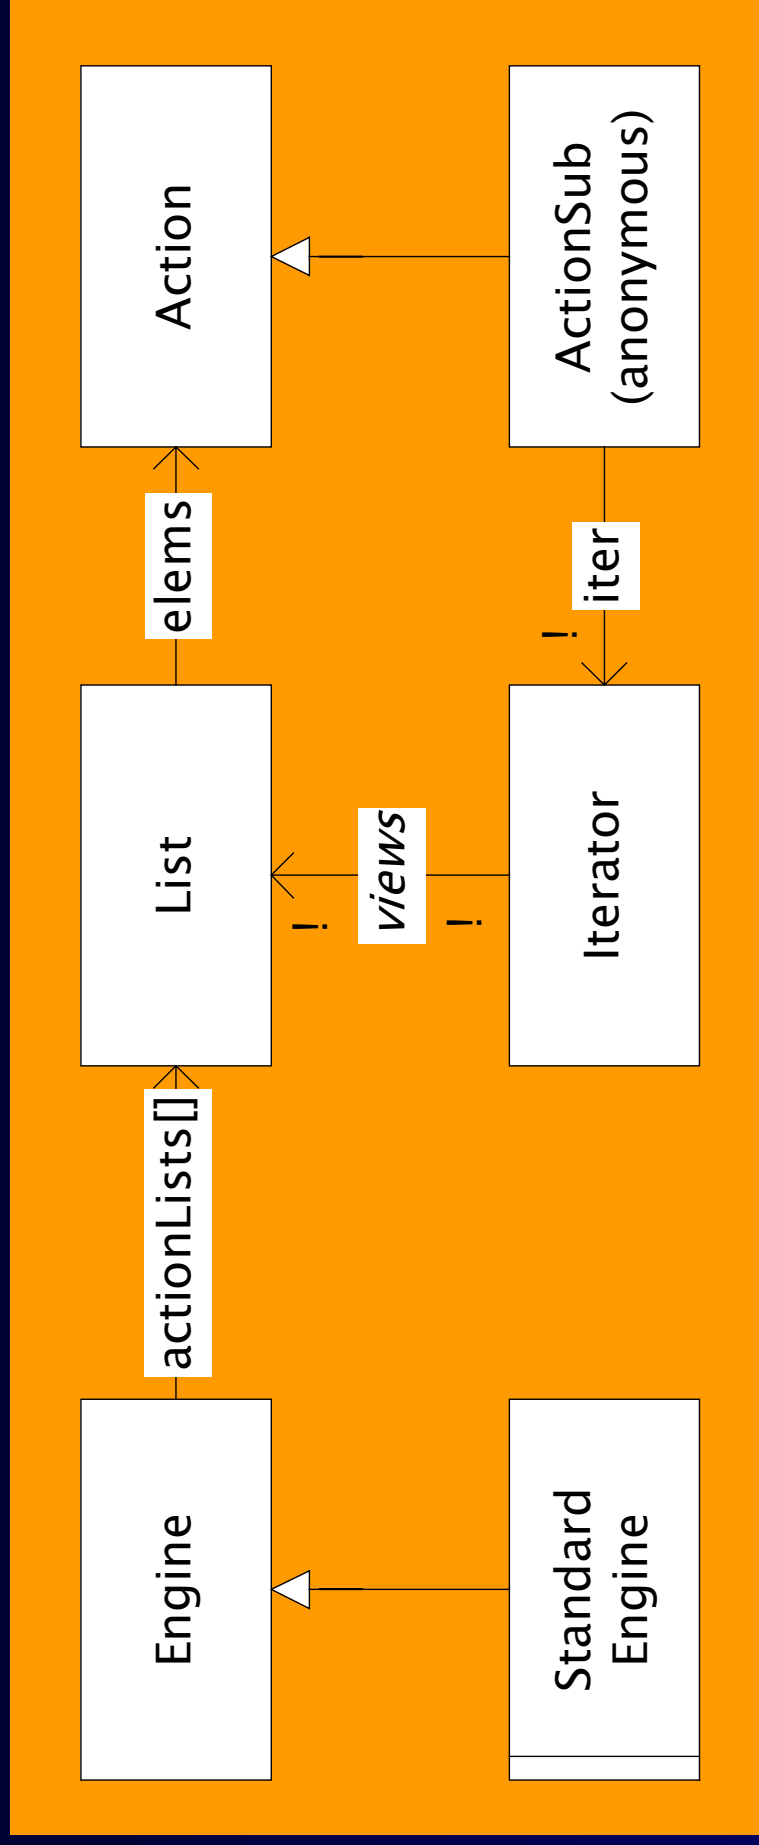 Engine
actionLists[]
List
elems
Action
!
views
!
!
iter
Standard
Engine
Iterator
ActionSub
(anonymous)